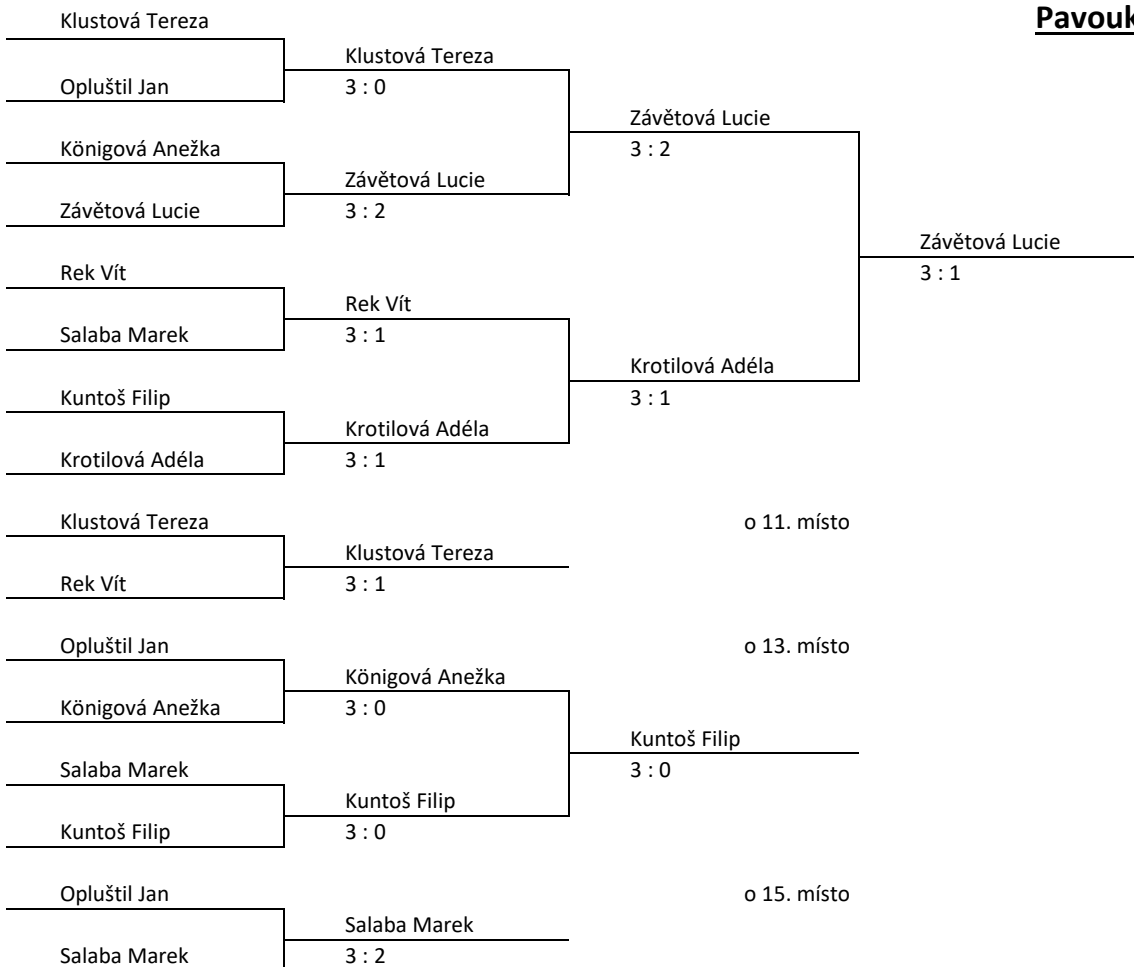 Pavouk
Klustová Tereza
Klustová Tereza
Opluštil Jan
3 : 0
Závětová Lucie
Königová Anežka
3 : 2
Závětová Lucie
Závětová Lucie
3 : 2
Závětová Lucie
Rek Vít
3 : 1
Rek Vít
Salaba Marek
3 : 1
Krotilová Adéla
Kuntoš Filip
3 : 1
Krotilová Adéla
Krotilová Adéla
3 : 1
Klustová Tereza
o 11. místo
Klustová Tereza
Rek Vít
3 : 1
Opluštil Jan
o 13. místo
Königová Anežka
Königová Anežka
3 : 0
Kuntoš Filip
Salaba Marek
3 : 0
Kuntoš Filip
Kuntoš Filip
3 : 0
Opluštil Jan
o 15. místo
Salaba Marek
Salaba Marek
3 : 2